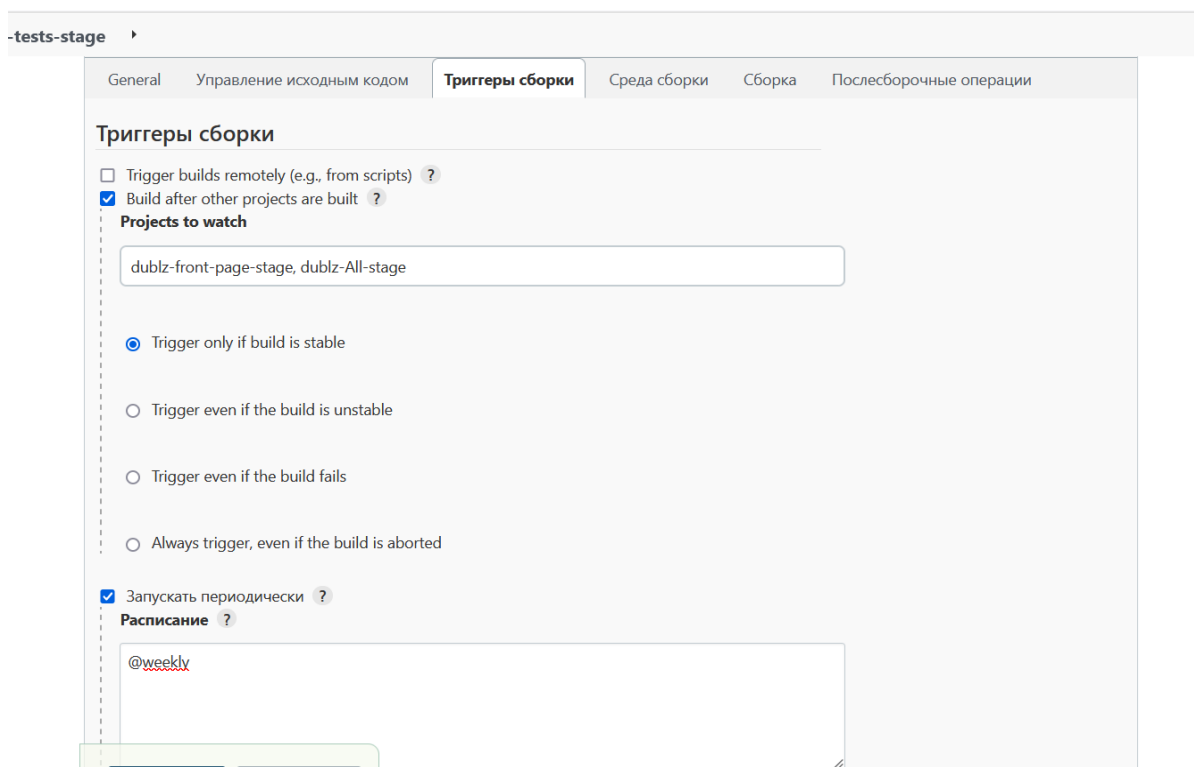 -tests-stage
General Управление исходным кодом Триггеры сборки Среда сборки Сборка Послесборочные операции
Триггеры сборки
Trigger builds remotely (e.g., from scripts) ?
Build after other projects are built ?
Projects to watch
dublz-front-page-stage, dublz-All-stage
Trigger only if build is stable
Trigger even if the build is unstable
Trigger even if the build fails
Always trigger, even if the build is aborted
Запускать периодически ?
Расписание ?
@weekly